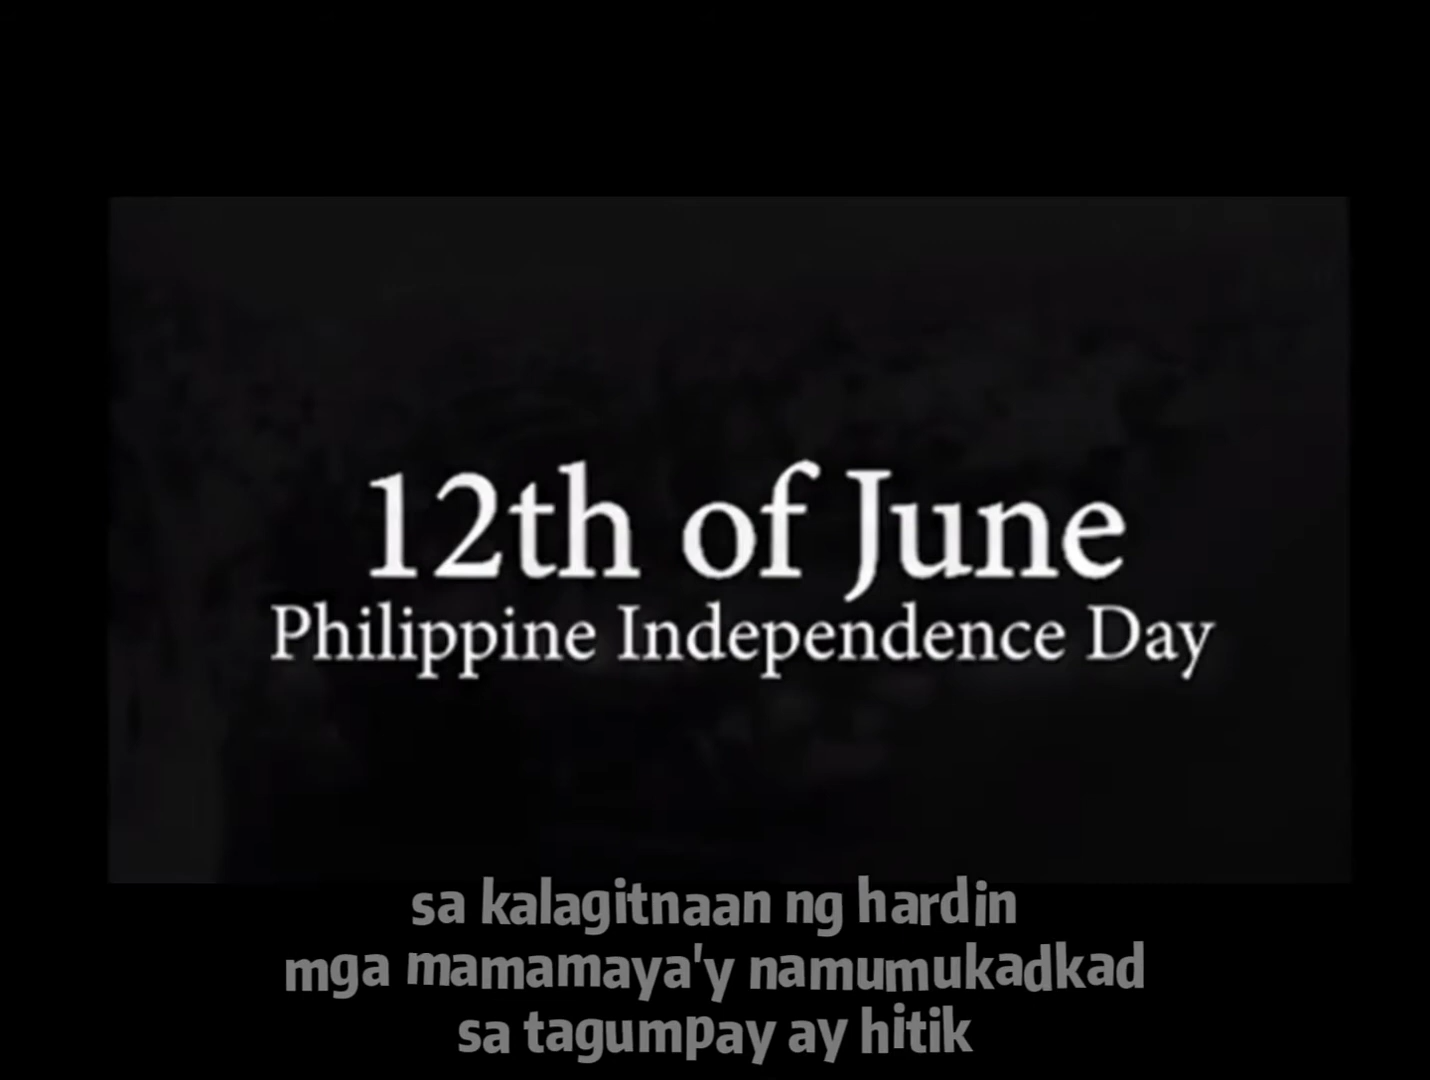 12th of June
Philippine Independence Day
sa kalagitnaan ng hardin
mga mamamaya'y namumukadkad
sa tagumpay ay hitik